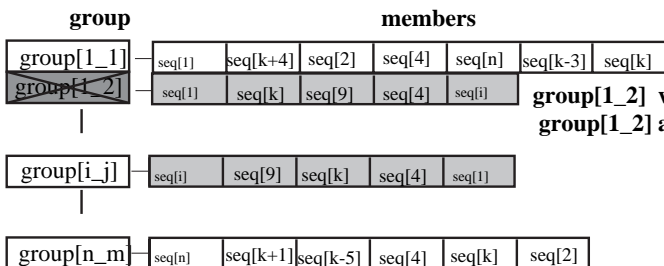 group members
group[1_1] seq[1] seq[k+4] seq[2] seq[4] seq[n] seq[k-3] seq[k]
group[1_2] seq[1] seq[k] seq[9] seq[4] seq[i] group[1_2]
group[1_2]
group[i_j] seq[i] seq[9] seq[k] seq[4] seq[1]
group[n_m] seq[n] seq[k+1] seq[k-5] seq[4] seq[k] seq[2]